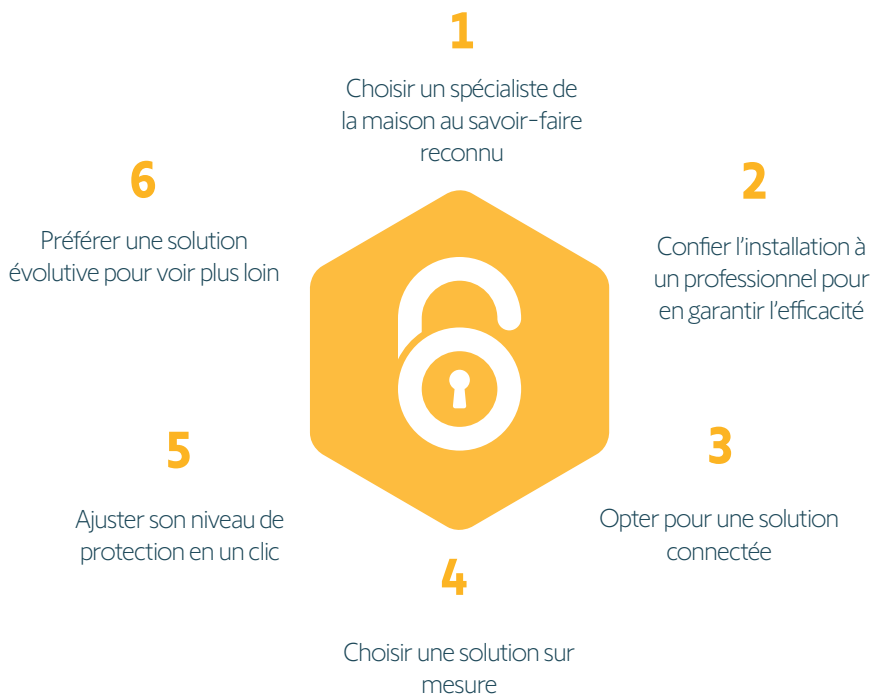 1
Choisir un spécialiste de
la maison au savoir-faire
reconnu
2
Confier l'installation à
un professionnel pour
en garantir l'efficacité
3
Opter pour une solution
connectée
4
Choisir une solution sur
mesure
5
Ajuster son niveau de
protection en un clic
6
Préférer une solution
évolutive pour voir plus loin